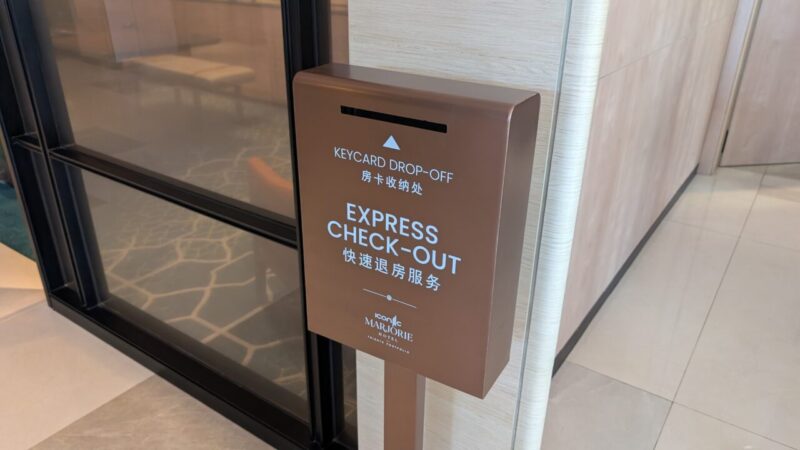 KEYCARD DROP-OFF
房卡收纳处
EXPRESS
CHECK-OUT
快速退房服务
ICONIC
MARJORIE
HOTEL